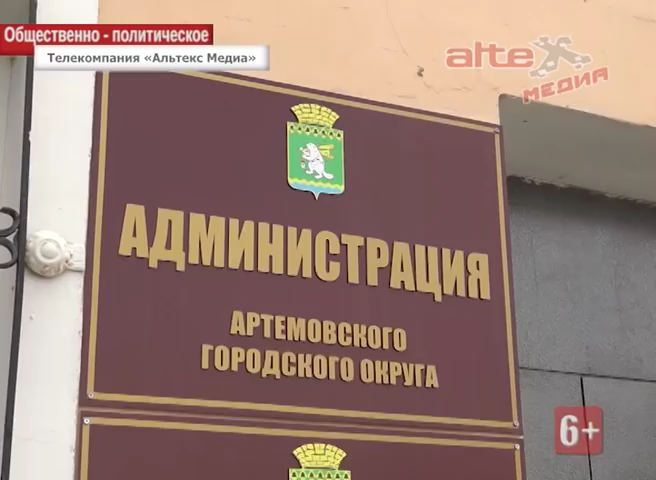 Общественно - политическое
Телекомпания «Альтекс Медиа»
alteX
МЕДИА
АДМИНИСТРАЦИЯ
АРТЕМОВСКОГО
ГОРОДСКОГО ОКРУГА
6+